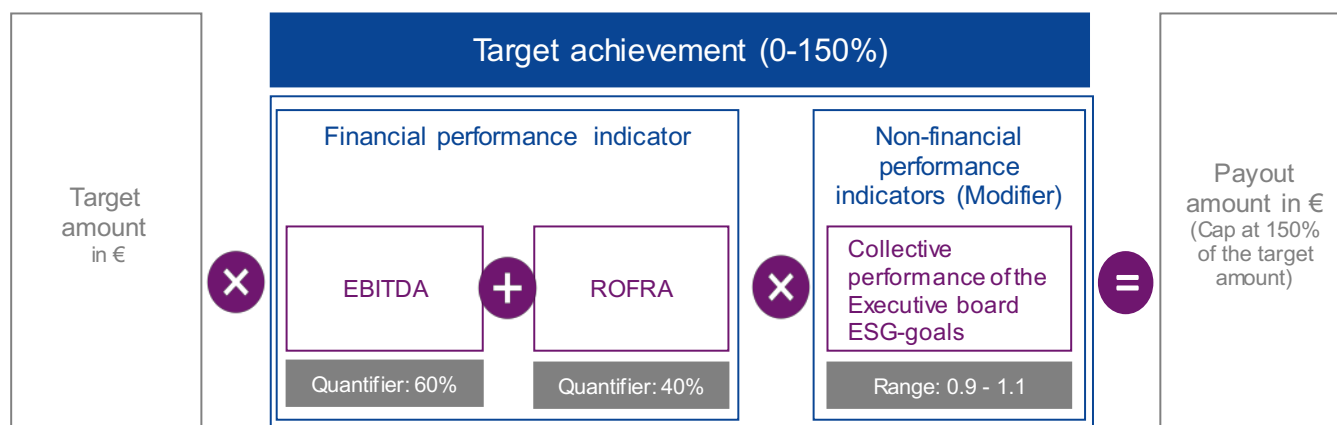 Target achievement (0-150%)
Target
amount
in €
×
Financial performance indicator
EBITDA
Quantifier: 60%
+
ROFRA
Quantifier: 40%
×
Non-financial
performance
indicators (Modifier)
Collective
performance of the
Executive board
ESG-goals
Range: 0.9 - 1.1
=
Payout
amount in €
(Cap at 150%
of the target
amount)